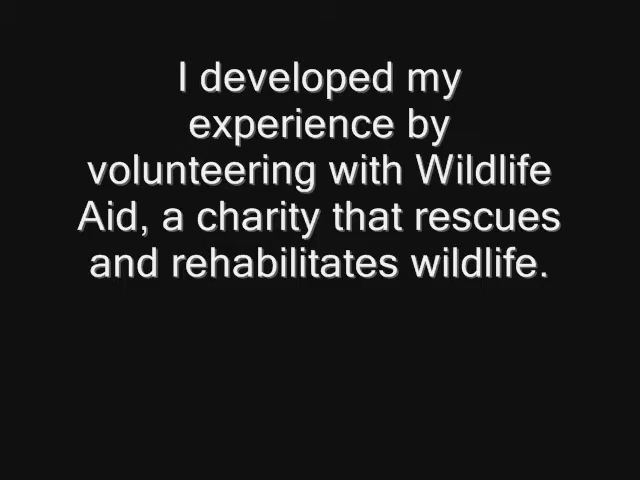 I developed my
experience by
volunteering with Wildlife
Aid, a charity that rescues
and rehabilitates wildlife.